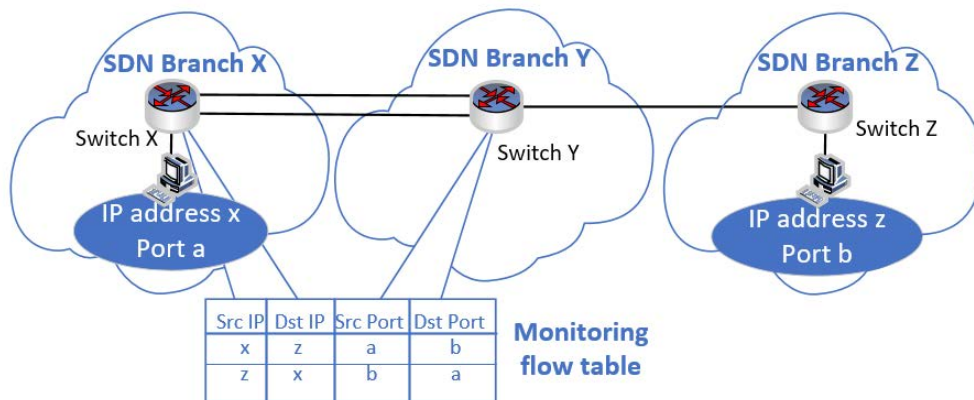 SDN Branch X
SDN Branch Y
SDN Branch Z
Switch X
Switch Y
Switch Z
IP address x
Port a
IP address z
Port b
Src IP Dst IP Src Port Dst Port
x z a b
z x b a
Monitoring
flow table